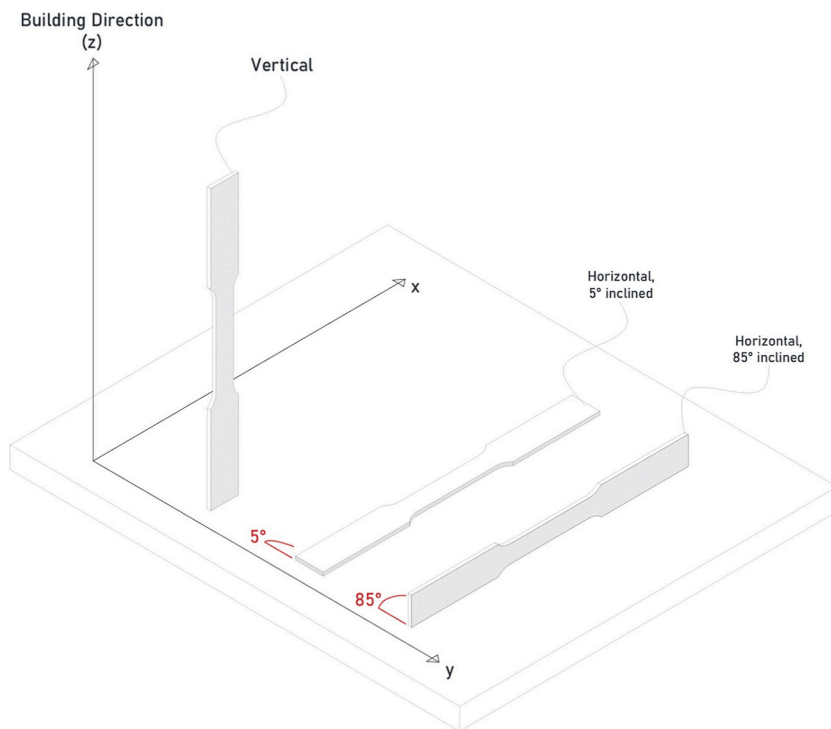 Building Direction
(z)
Vertical
x
Horizontal,
5° inclined
Horizontal,
85° inclined
5°
85°
y